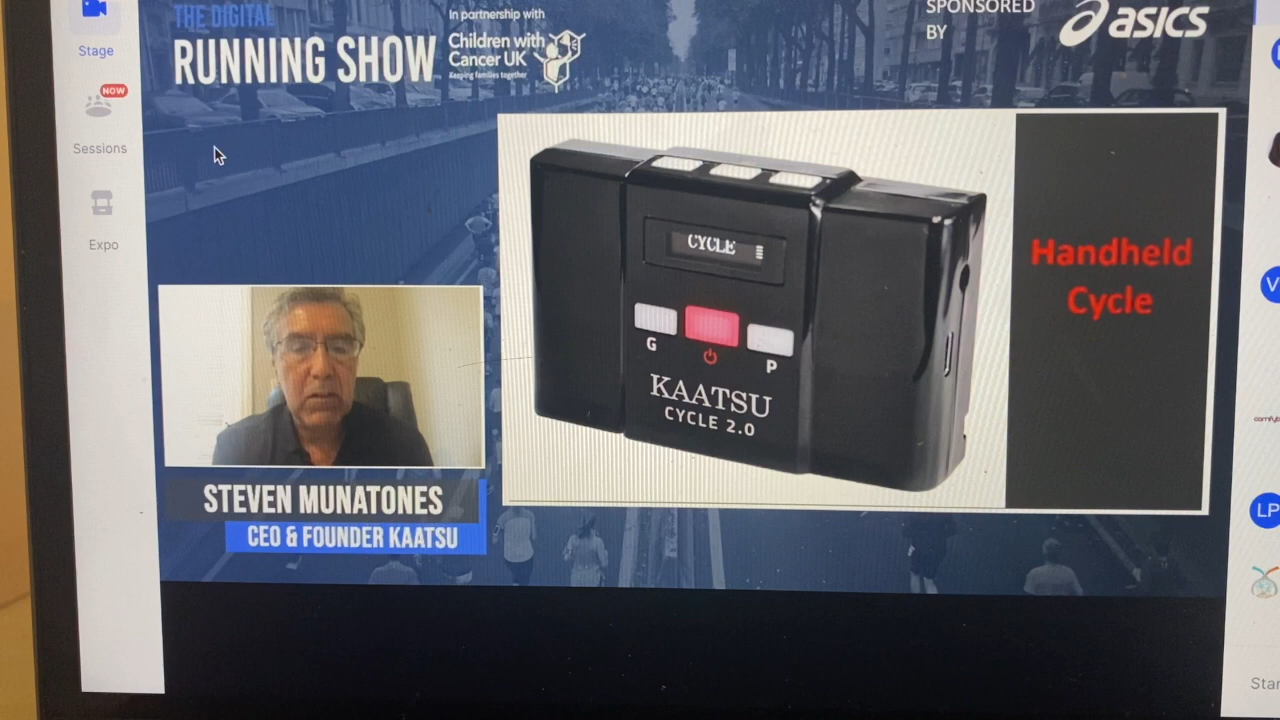 Stage
NOW
Sessions
Expo
THE DIGITAL
RUNNING SHOW
In partnership with
Children with
Cancer UK
Keeping families together
SPONSORED
BY
asics
CYCLE
G
P
KAATSU
CYCLE 2.0
Handheld
Cycle
STEVEN MUNATONES
CEO & FOUNDER KAATSU
V
LP